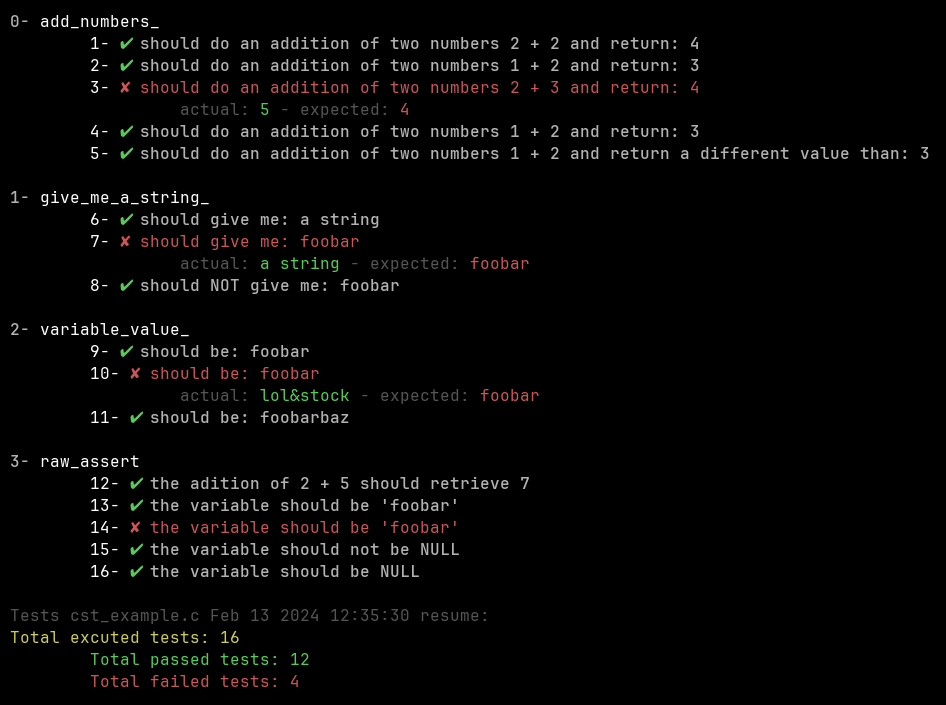 0- add_numbers_
1- ✔ should do an addition of two numbers 2 + 2 and return: 4
2- ✔ should do an addition of two numbers 1 + 2 and return: 3
3- ✘ should do an addition of two numbers 2 + 3 and return: 4
actual: 5 - expected: 4
4- ✔ should do an addition of two numbers 1 + 2 and return: 3
5- ✔ should do an addition of two numbers 1 + 2 and return a different value than: 3
1- give_me_a_string_
6- ✔ should give me: a string
7- ✘ should give me: foobar
actual: a string - expected: foobar
8- ✔ should NOT give me: foobar
2- variable_value_
9- ✔ should be: foobar
10- ✘ should be: foobar
actual: lol&stock - expected: foobar
11- ✔ should be: foobarbaz
3- raw_assert
12- ✔ the adition of 2 + 5 should retrieve 7
13- ✔ the variable should be 'foobar'
14- ✘ the variable should be 'foobar'
15- ✔ the variable should not be NULL
16- ✔ the variable should be NULL
Tests cst_example.c Feb 13 2024 12:35:30 resume:
Total excuted tests: 16
Total passed tests: 12
Total failed tests: 4